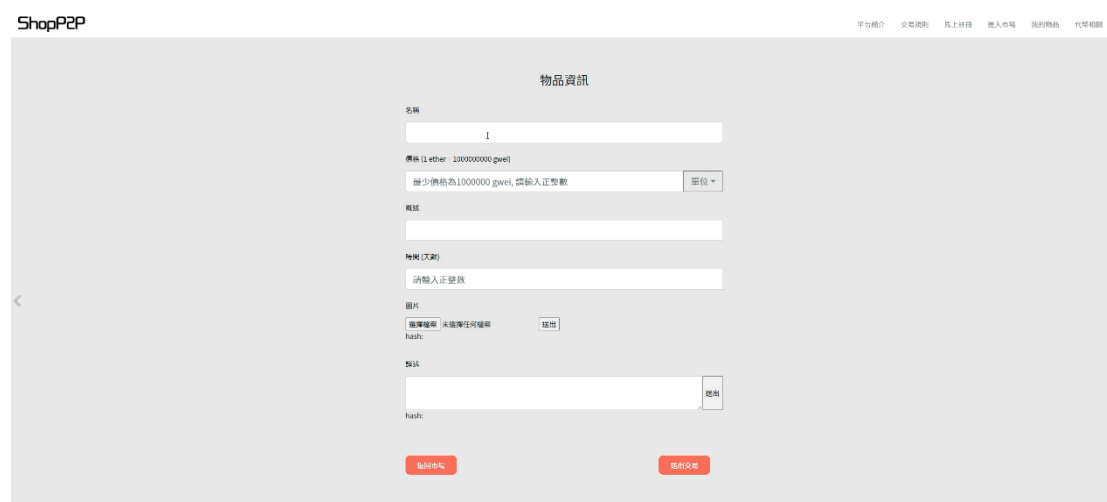 ShopP2P
平台簡介 交易規則 馬上註冊 進入市場 我的物品 代幣相關
物品資訊
名稱
價格 (1 ether = 1000000000 gwei)
最少價格為1000000 gwei, 請輸入正整數
單位
概述
時間 (天數)
請輸入正整數
圖片
選擇檔案 未選擇任何檔案 送出
hash:
詳述
送出
hash:
返回市場 送出交易